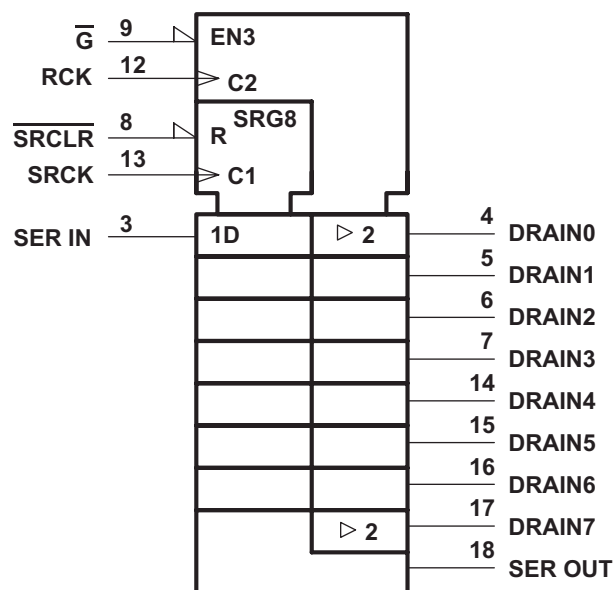 G 9 EN3
RCK 12 C2
SRG8
SRCLR 8 R
SRCK 13 C1
SER IN 3 1D 2 4 DRAIN0
5 DRAIN1
6 DRAIN2
7 DRAIN3
14 DRAIN4
15 DRAIN5
16 DRAIN6
2 17 DRAIN7
18 SER OUT